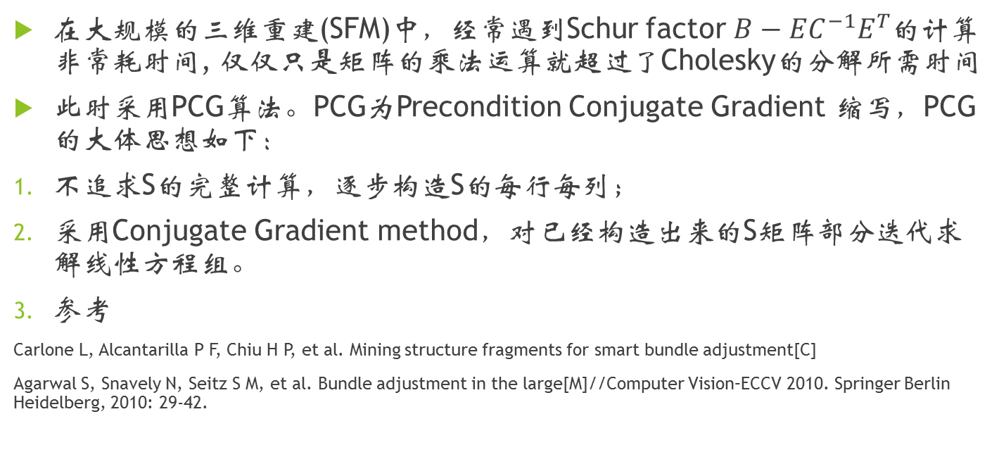 ▶ 在大规模的三维重建(SFM)中，经常遇到Schur factor $B - EC^{-1}E^{T}$的计算
非常耗时间，仅仅只是矩阵的乘法运算就超过了Cholesky的分解所需时间
▶ 此时采用PCG算法。PCG为Precondition Conjugate Gradient 缩写，PCG
的大体思想如下：
1. 不追求S的完整计算，逐步构造S的每行每列；
2. 采用Conjugate Gradient method，对已经构造出来的S矩阵部分迭代求
解线性方程组。
3. 参考
Carlone L, Alcantarilla P F, Chiu H P, et al. Mining structure fragments for smart bundle adjustment[C]
Agarwal S, Snavely N, Seitz S M, et al. Bundle adjustment in the large[M]//Computer Vision–ECCV 2010. Springer Berlin
Heidelberg, 2010: 29-42.